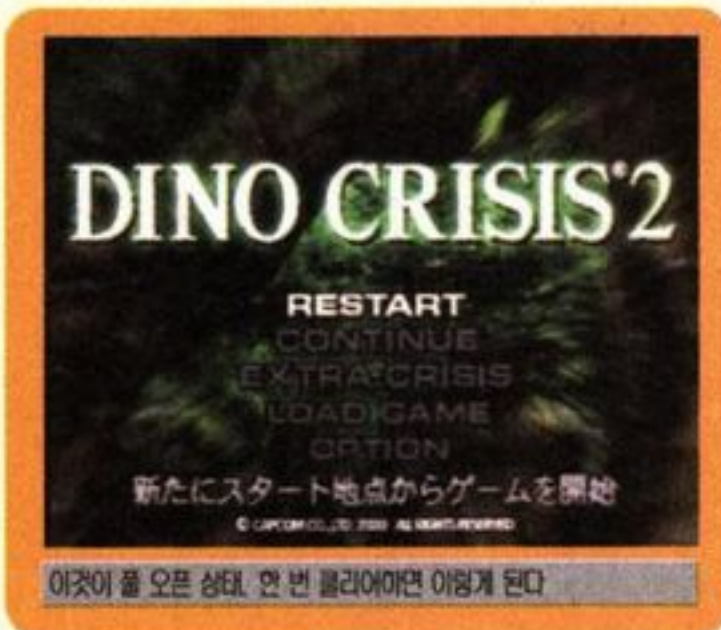 DINO CRISIS®2
RESTART
CONTINUE
EXTRA CRISIS
LOAD GAME
OPTION
新たにスタート地点からゲームを開始
© CAPCOM CO., LTD. 2000 ALL RIGHTS RESERVED
이것이 풀 오픈 상태. 한 번 클리어하면 이렇게 된다